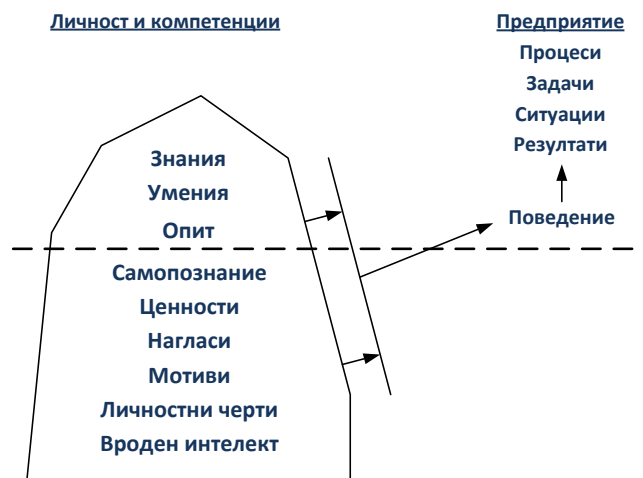 Личност и компетенции
Знания
Умения
Опит
Самопознание
Ценности
Нагласи
Мотиви
Личностни черти
Вроден интелект
Предприятие
Процеси
Задачи
Ситуации
Резултати
Поведение